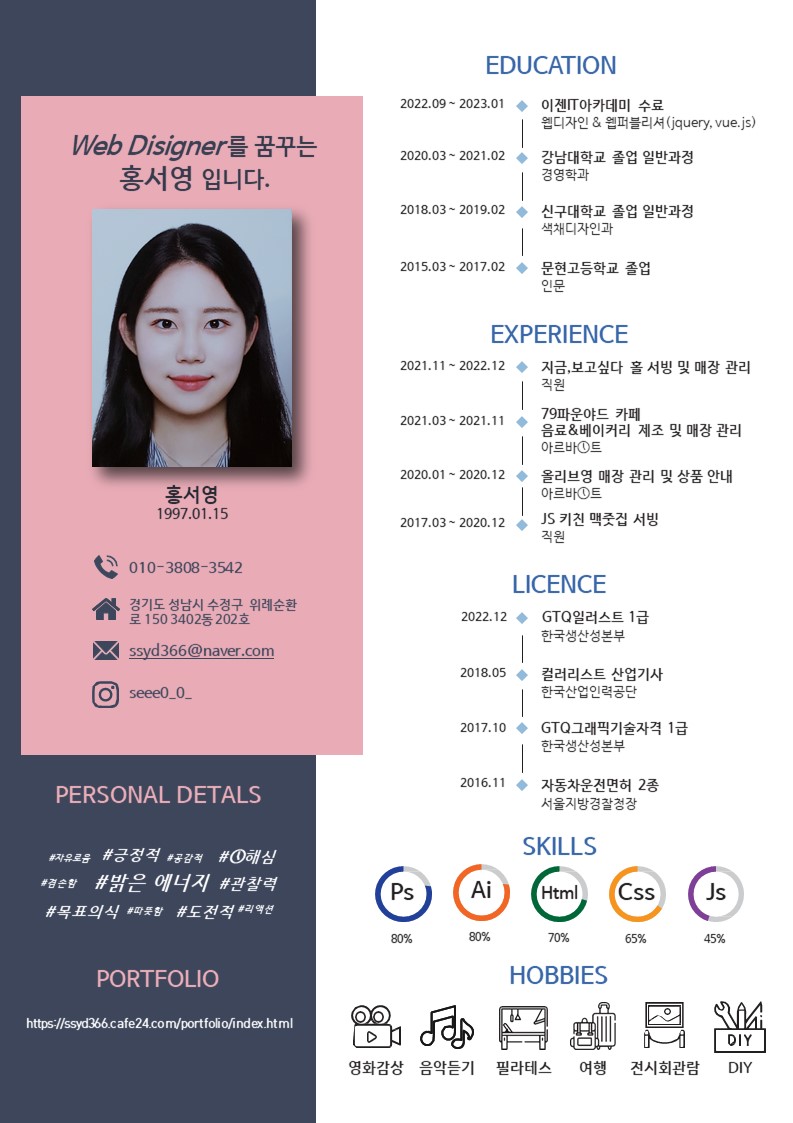 Web Disigner를 꿈꾸는
홍서영 입니다.
홍서영
1997.01.15
010-3808-3542
경기도 성남시 수정구 위례순환
로 150 3402동 202호
ssyd366@naver.com
seee0_0_
PERSONAL DETALS
#자유로움 #긍정적 #공감적 #이해심
#겸손함 #밝은 에너지 #관찰력
#목표의식 #따뜻함 #도전적 #리액션
PORTFOLIO
https://ssyd366.cafe24.com/portfolio/index.html
EDUCATION
2022.09 ~ 2023.01 이젠IT아카데미 수료
웹디자인 & 웹퍼블리셔(jquery, vue.js)
2020.03 ~ 2021.02 강남대학교 졸업 일반과정
경영학과
2018.03 ~ 2019.02 신구대학교 졸업 일반과정
색채디자인과
2015.03 ~ 2017.02 문현고등학교 졸업
인문
EXPERIENCE
2021.11 ~ 2022.12 지금,보고싶다 홀 서빙 및 매장 관리
직원
2021.03 ~ 2021.11 79파운야드 카페
음료&베이커리 제조 및 매장 관리
아르바이트
2020.01 ~ 2020.12 올리브영 매장 관리 및 상품 안내
아르바이트
2017.03 ~ 2020.12 JS 키친 맥줏집 서빙
직원
LICENCE
2022.12 GTQ일러스트 1급
한국생산성본부
2018.05 컬러리스트 산업기사
한국산업인력공단
2017.10 GTQ그래픽기술자격 1급
한국생산성본부
2016.11 자동차운전면허 2종
서울지방경찰청장
SKILLS
Ps Ai Html Css Js
80% 80% 70% 65% 45%
HOBBIES
DIY
영화감상 음악듣기 필라테스 여행 전시회관람 DIY